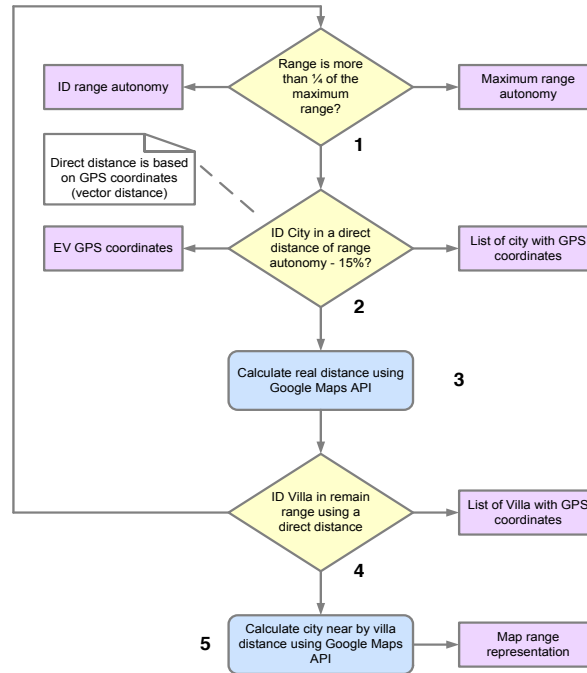 Range is
more than ¼ of the
maximum
range?
ID range autonomy
Maximum range
autonomy
1
Direct distance is based
on GPS coordinates
(vector distance)
ID City in a direct
distance of range
autonomy - 15%?
EV GPS coordinates
List of city with GPS
coordinates
2
Calculate real distance using
Google Maps API
3
ID Villa in remain
range using a
direct distance
List of Villa with GPS
coordinates
4
5
Calculate city near by villa
distance using Google Maps
API
Map range
representation